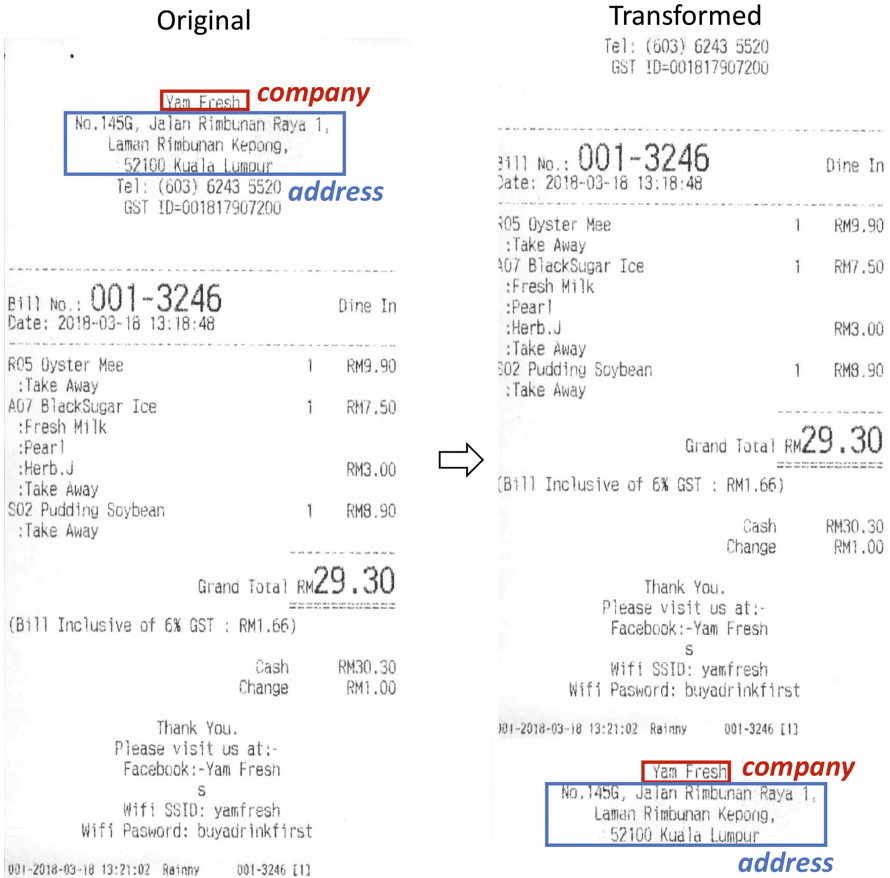 Original
Yam Fresh company
No.145G, Jalan Rimbunan Raya 1,
Laman Rimbunan Kepong,
52100 Kuala Lumpur
Tel: (603) 6243 5520 address
GST ID=001817907200
Bill No.: 001-3246 Dine In
Date: 2018-03-18 13:18:48
R05 Oyster Mee 1 RM9.90
:Take Away
A07 BlackSugar Ice 1 RM7.50
:Fresh Milk
:Pearl
:Herb.J RM3.00
:Take Away
S02 Pudding Soybean 1 RM8.90
:Take Away
Grand Total RM29.30
(Bill Inclusive of 6% GST : RM1.66)
Cash RM30.30
Change RM1.00
Thank You.
Please visit us at:-
Facebook:-Yam Fresh
s
Wifi SSID: yamfresh
Wifi Pasword: buyadrinkfirst
001-2018-03-18 13:21:02 Rainny 001-3246 [1]
Transformed
Tel: (603) 6243 5520
GST ID=001817907200
Bill No.: 001-3246 Dine In
Date: 2018-03-18 13:18:48
R05 Oyster Mee 1 RM9.90
:Take Away
A07 BlackSugar Ice 1 RM7.50
:Fresh Milk
:Pearl
:Herb.J RM3.00
:Take Away
S02 Pudding Soybean 1 RM8.90
:Take Away
Grand Total RM29.30
(Bill Inclusive of 6% GST : RM1.66)
Cash RM30.30
Change RM1.00
Thank You.
Please visit us at:-
Facebook:-Yam Fresh
s
Wifi SSID: yamfresh
Wifi Pasword: buyadrinkfirst
001-2018-03-18 13:21:02 Rainny 001-3246 [1]
Yam Fresh company
No.145G, Jalan Rimbunan Raya 1,
Laman Rimbunan Kepong,
52100 Kuala Lumpur
address